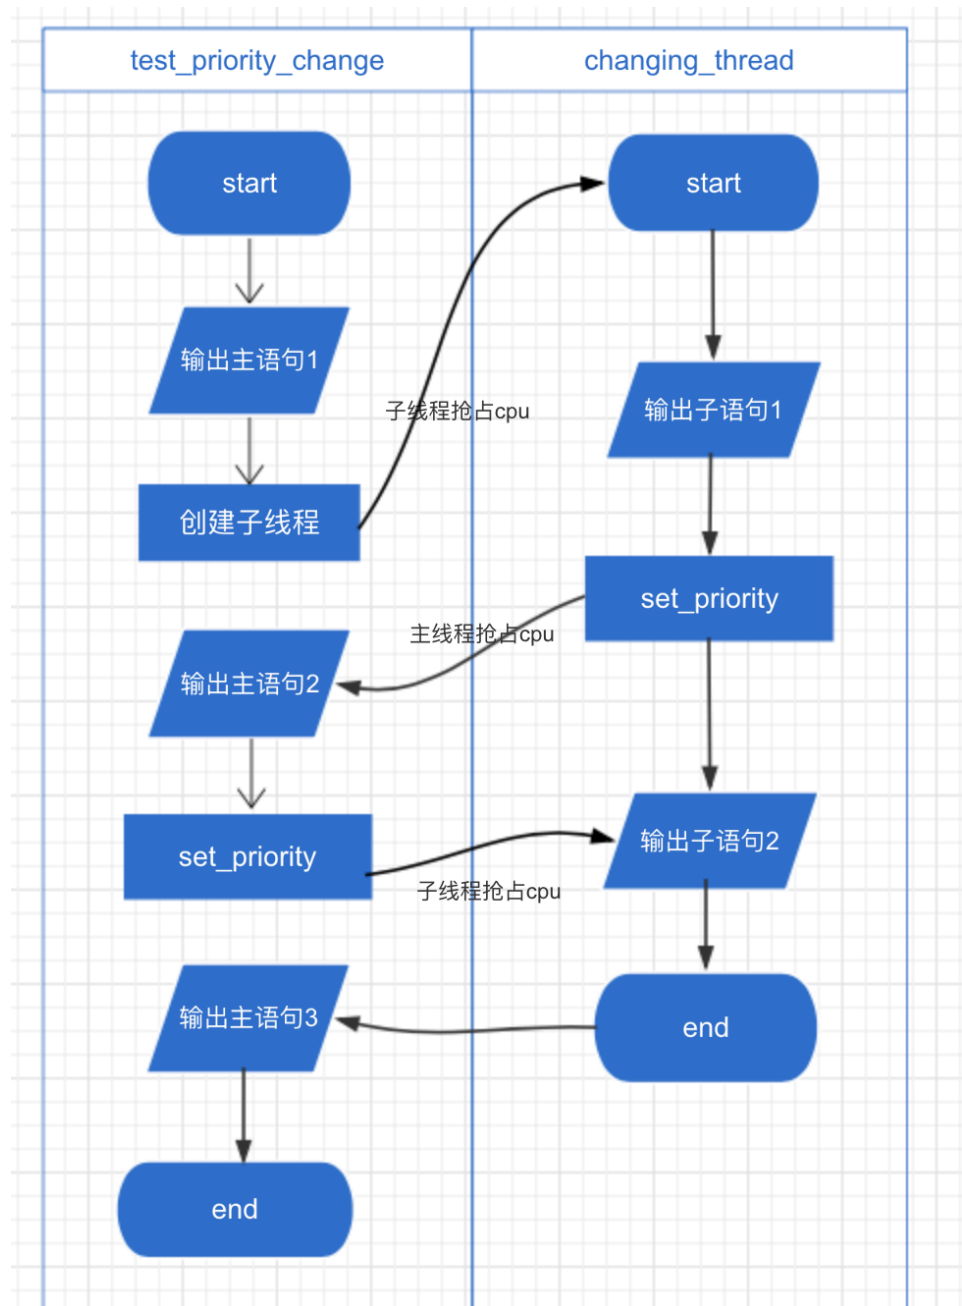 test_priority_change
changing_thread
start
start
输出主语句1
子线程抢占cpu
输出子语句1
创建子线程
set_priority
主线程抢占cpu
输出主语句2
输出子语句2
set_priority
子线程抢占cpu
输出主语句3
end
end